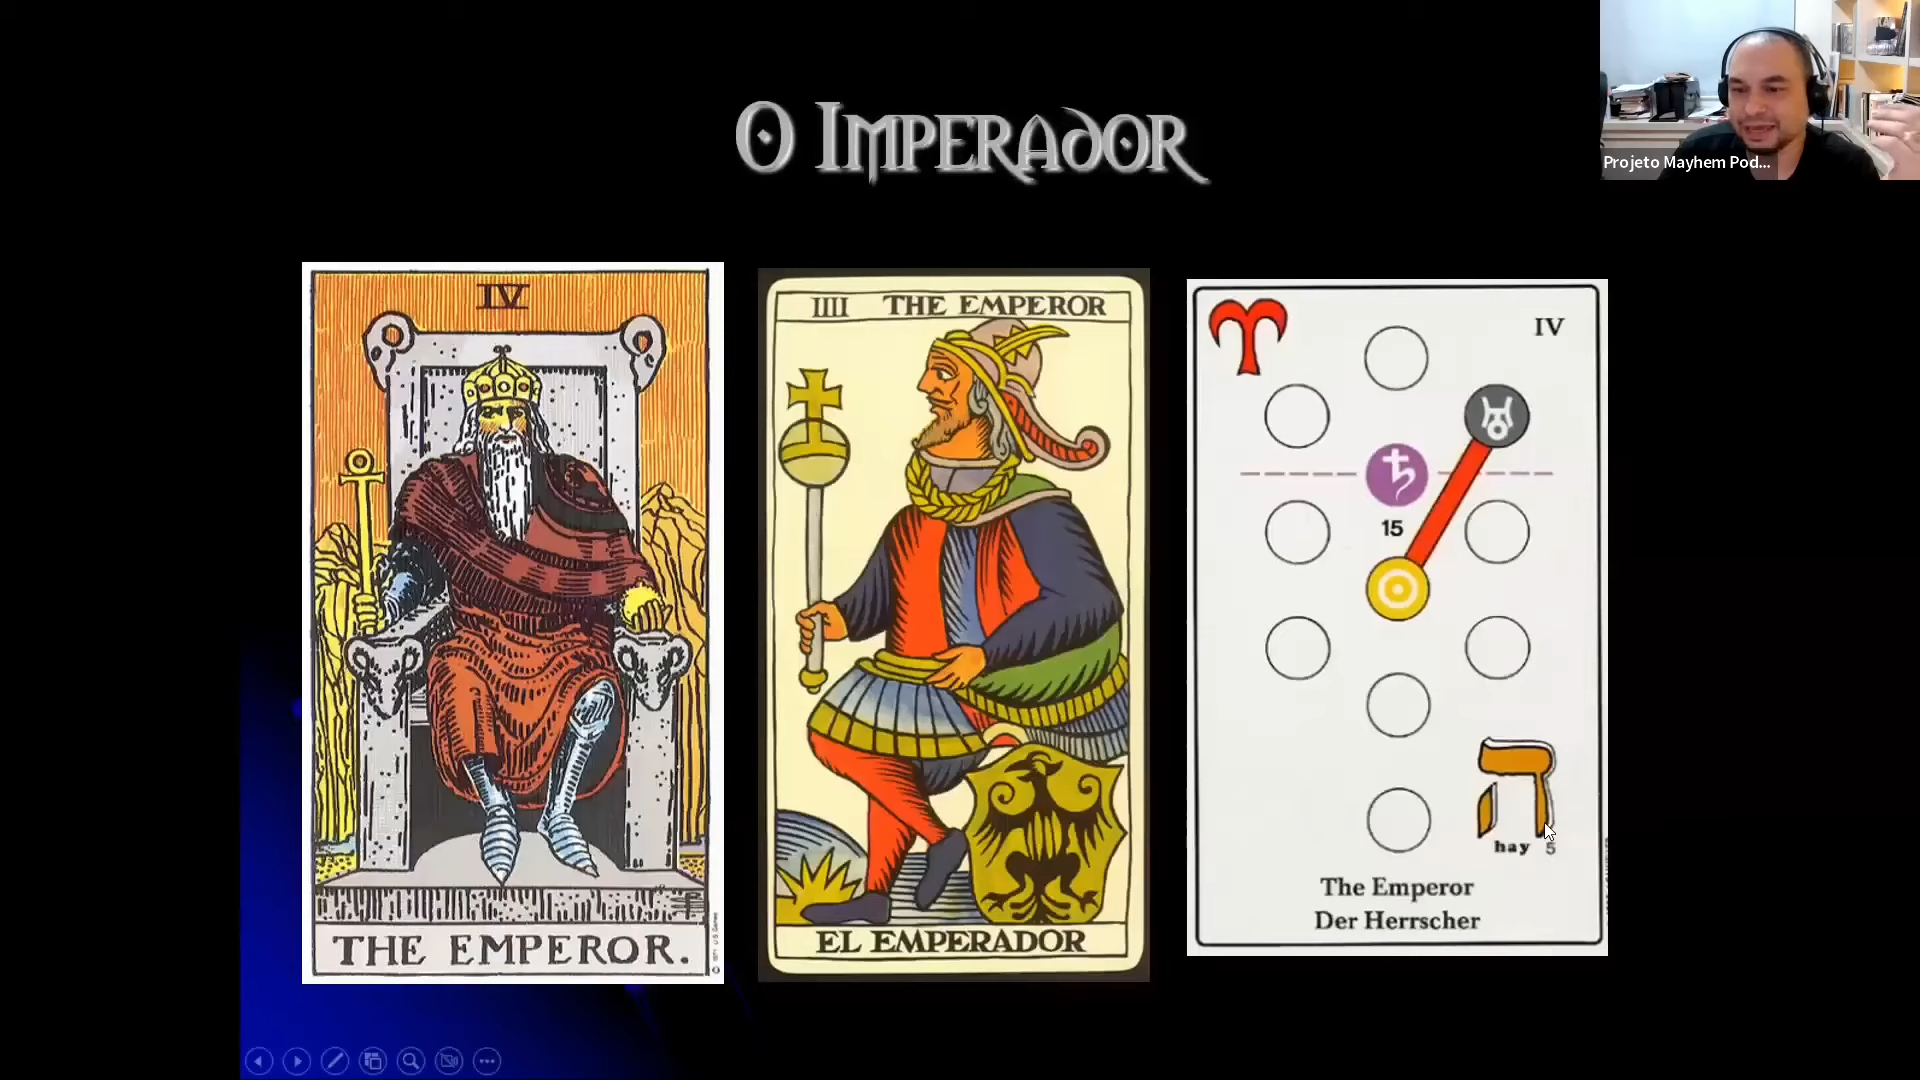 O IMPERADOR
Projeto Mayhem Pod...
IV
THE EMPEROR.
IIII THE EMPEROR
EL EMPERADOR
IV
15
ה
hay 5
The Emperor
Der Herrscher